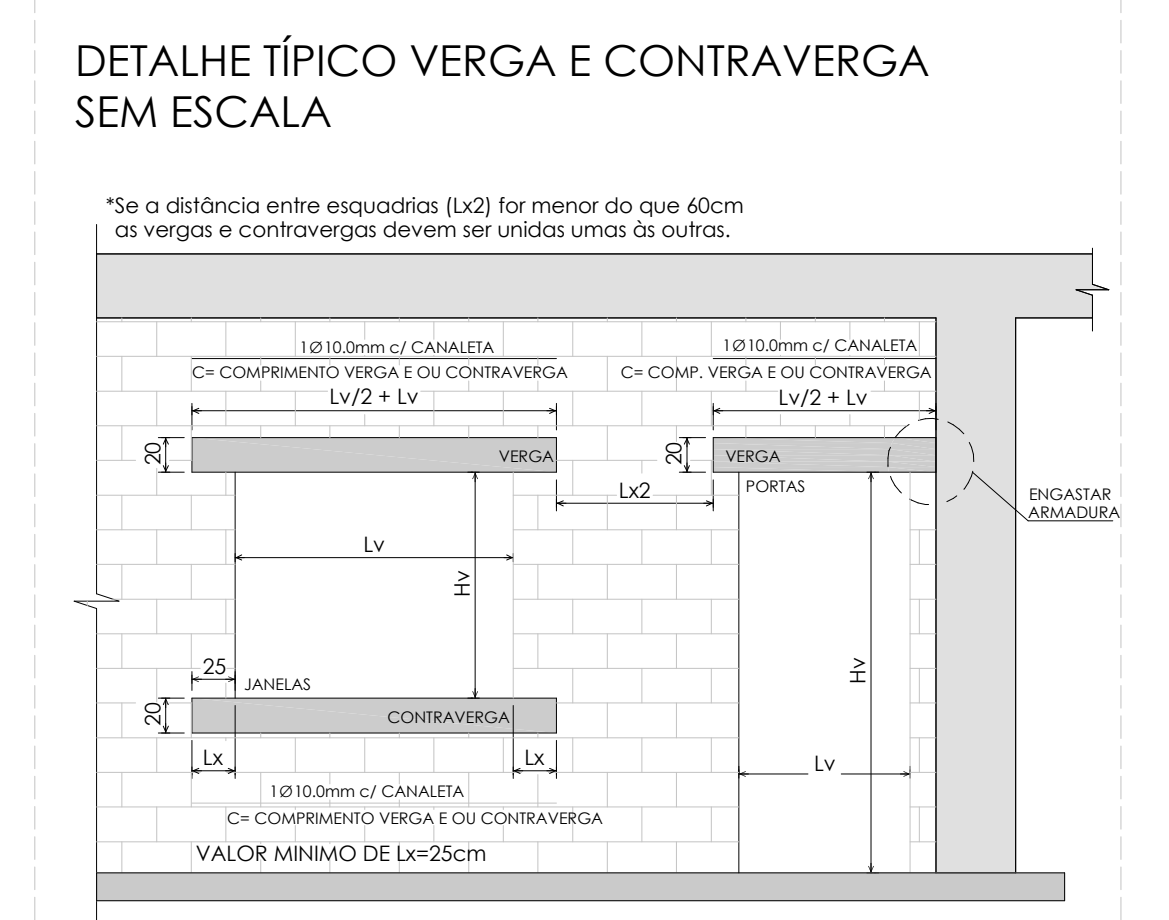 DETALHE TÍPICO VERGA E CONTRAVERGA
SEM ESCALA
*Se a distância entre esquadrias (Lx2) for menor do que 60cm
as vergas e contravergas devem ser unidas umas às outras.
1Ø10.0mm c/ CANALETA
C= COMPRIMENTO VERGA E OU CONTRAVERGA
Lv/2 + Lv
1Ø10.0mm c/ CANALETA
C= COMP. VERGA E OU CONTRAVERGA
Lv/2 + Lv
20
VERGA
20
VERGA
PORTAS
Lx2
ENGASTAR
ARMADURA
Lv
Hv
Hv
25
JANELAS
20
CONTRAVERGA
Lx
Lx
Lv
1Ø10.0mm c/ CANALETA
C= COMPRIMENTO VERGA E OU CONTRAVERGA
VALOR MINIMO DE Lx=25cm